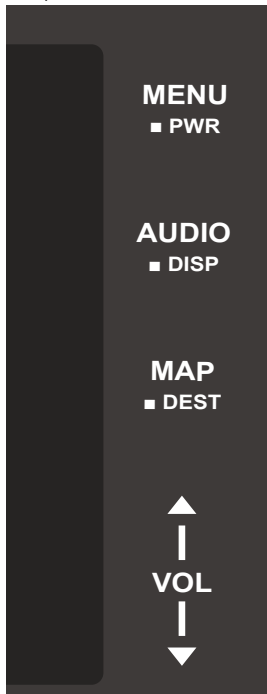 MENU
▪ PWR
AUDIO
▪ DISP
MAP
▪ DEST
VOL